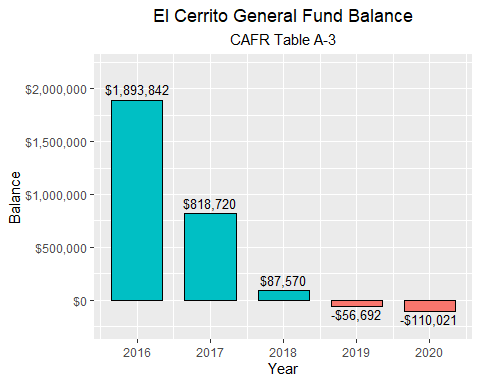 El Cerrito General Fund Balance
CAFR Table A-3
Balance
$2,000,000
$1,500,000
$1,000,000
$500,000
$0
$1,893,842
$818,720
$87,570
-$56,692
-$110,021
2016 2017 2018 2019 2020
Year